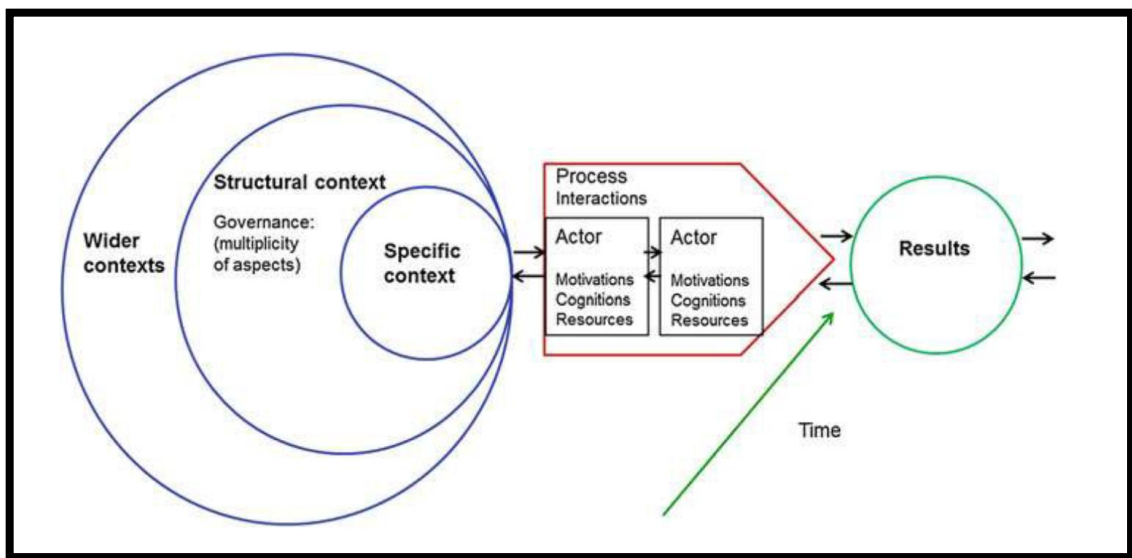 Wider
contexts
Structural context
Governance:
(multiplicity
of aspects)
Specific
context
Process
Interactions
Actor
Motivations
Cognitions
Resources
Actor
Motivations
Cognitions
Resources
Results
Time